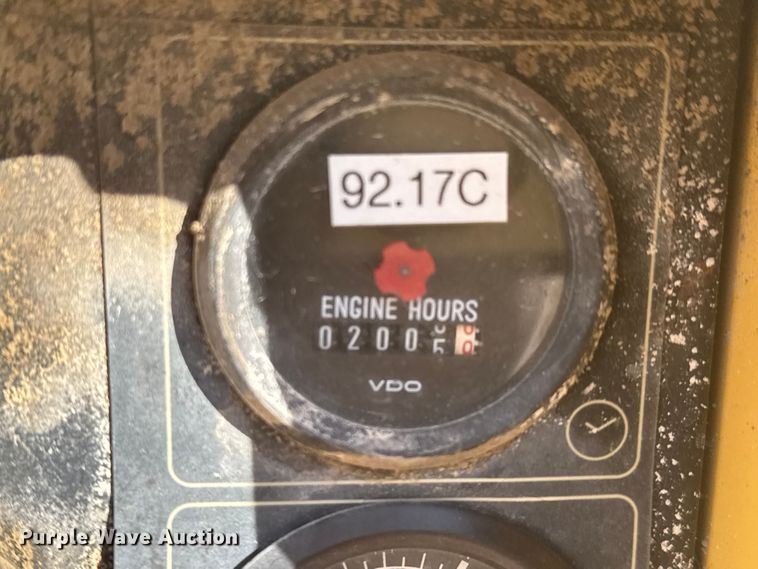 92.17C
ENGINE HOURS
0200
VDO
Purple Wave Auction®